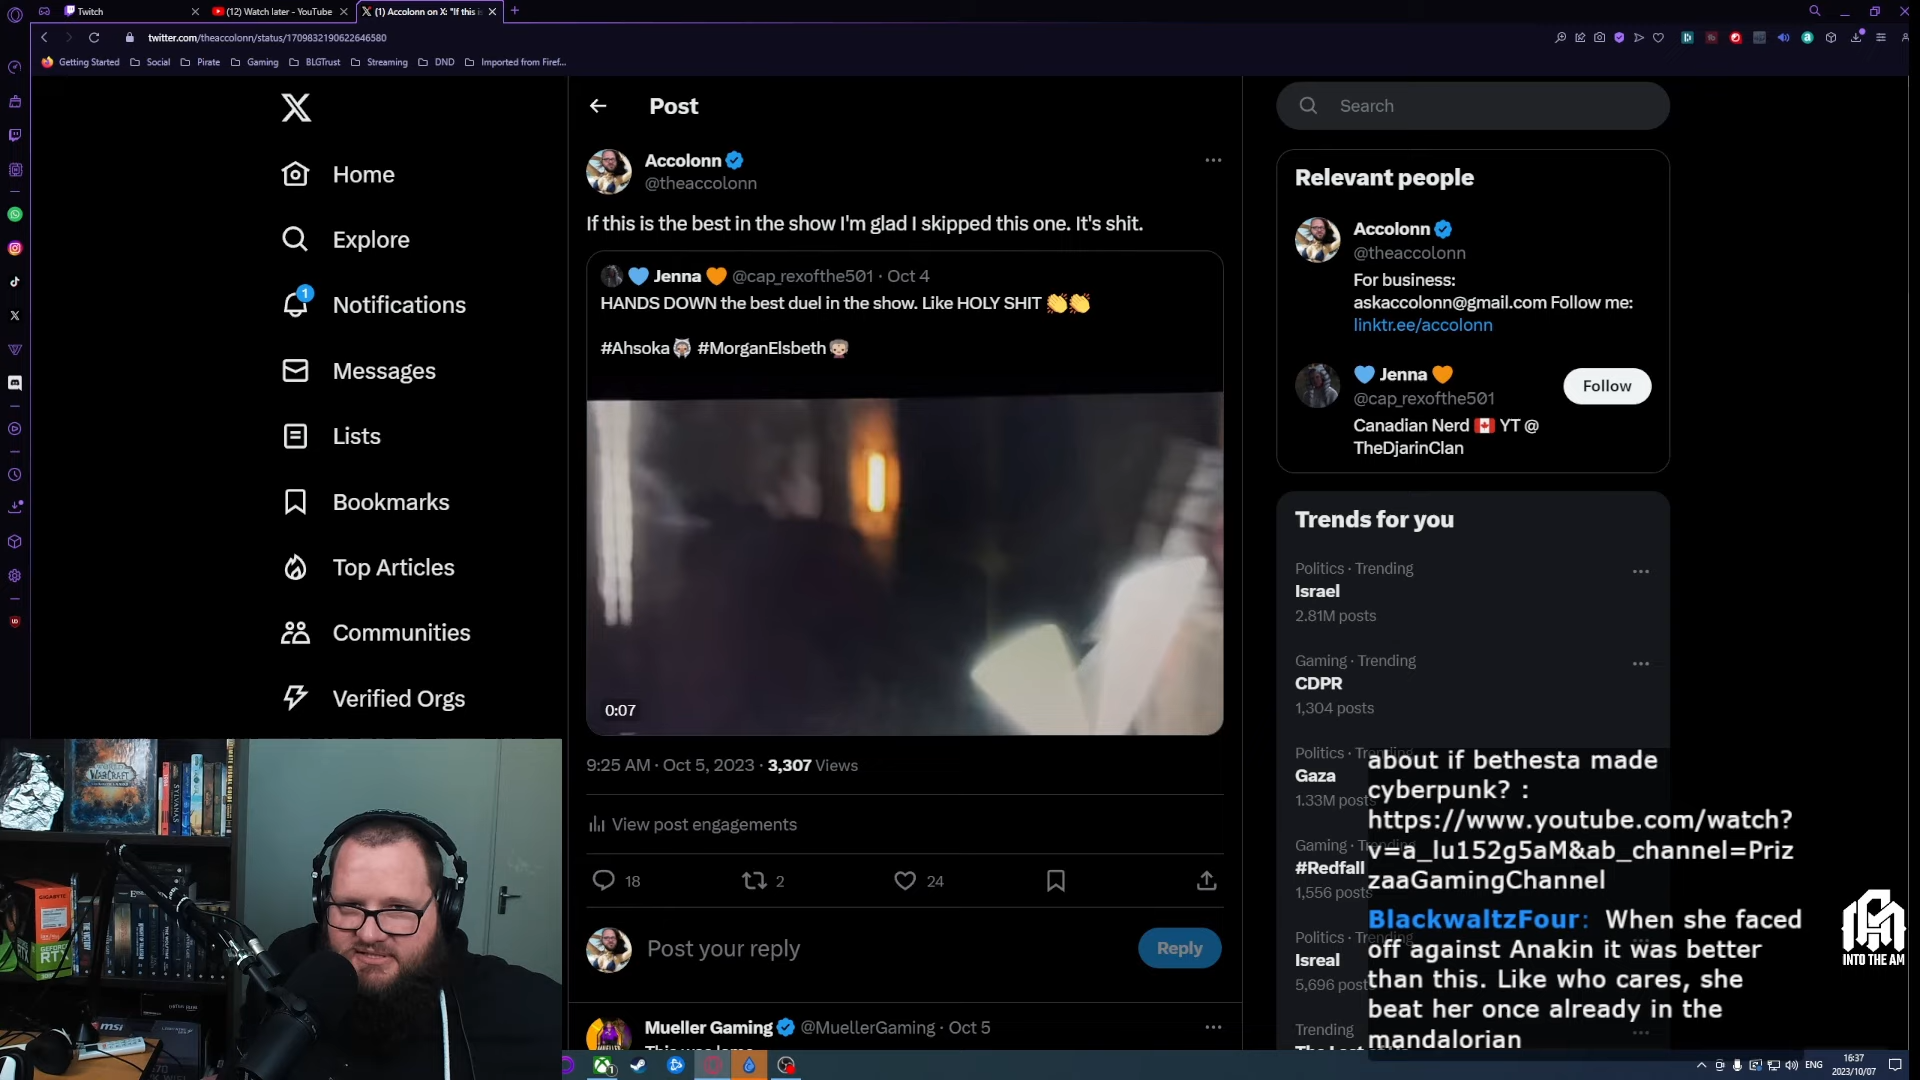 Twitch
(12) Watch later - YouTube
(1) Accolonn on X: "If this i
twitter.com/theaccolonn/status/1709832190622646580
Getting Started
Social
Pirate
Gaming
BLGTrust
Streaming
DND
Imported from Firef...
Home
Explore
1
Notifications
Messages
Lists
Bookmarks
Top Articles
Communities
Verified Orgs
Post
Accolonn
@theaccolonn
If this is the best in the show I'm glad I skipped this one. It's shit.
Jenna @cap_rexofthe501 · Oct 4
HANDS DOWN the best duel in the show. Like HOLY SHIT 👏👏
#Ahsoka #MorganElsbeth
0:07
9:25 AM · Oct 5, 2023 · 3,307 Views
View post engagements
18
2
24
Post your reply
Reply
Mueller Gaming @MuellerGaming · Oct 5
Search
Relevant people
Accolonn
@theaccolonn
For business:
askaccolonn@gmail.com Follow me:
linktr.ee/accolonn
Jenna
@cap_rexofthe501
Follow
Canadian Nerd 🇨🇦 YT @
TheDjarinClan
Trends for you
Politics · Trending
Israel
2.81M posts
Gaming · Trending
CDPR
1,304 posts
Politics · Trending
Gaza
1.33M posts
Gaming · Trending
#Redfall
1,556 posts
Politics · Trending
Isreal
5,696 posts
Trending
about if bethesta made
cyberpunk? :
https://www.youtube.com/watch?
v=a_lu152g5aM&ab_channel=Priz
zaaGamingChannel
BlackwaltzFour: When she faced
off against Anakin it was better
than this. Like who cares, she
beat her once already in the
mandalorian
INTO THE AM
WARCRAFT
SYLVANAS
GIGABYTE
RTX
msi
ENG
16:37
2023/10/07